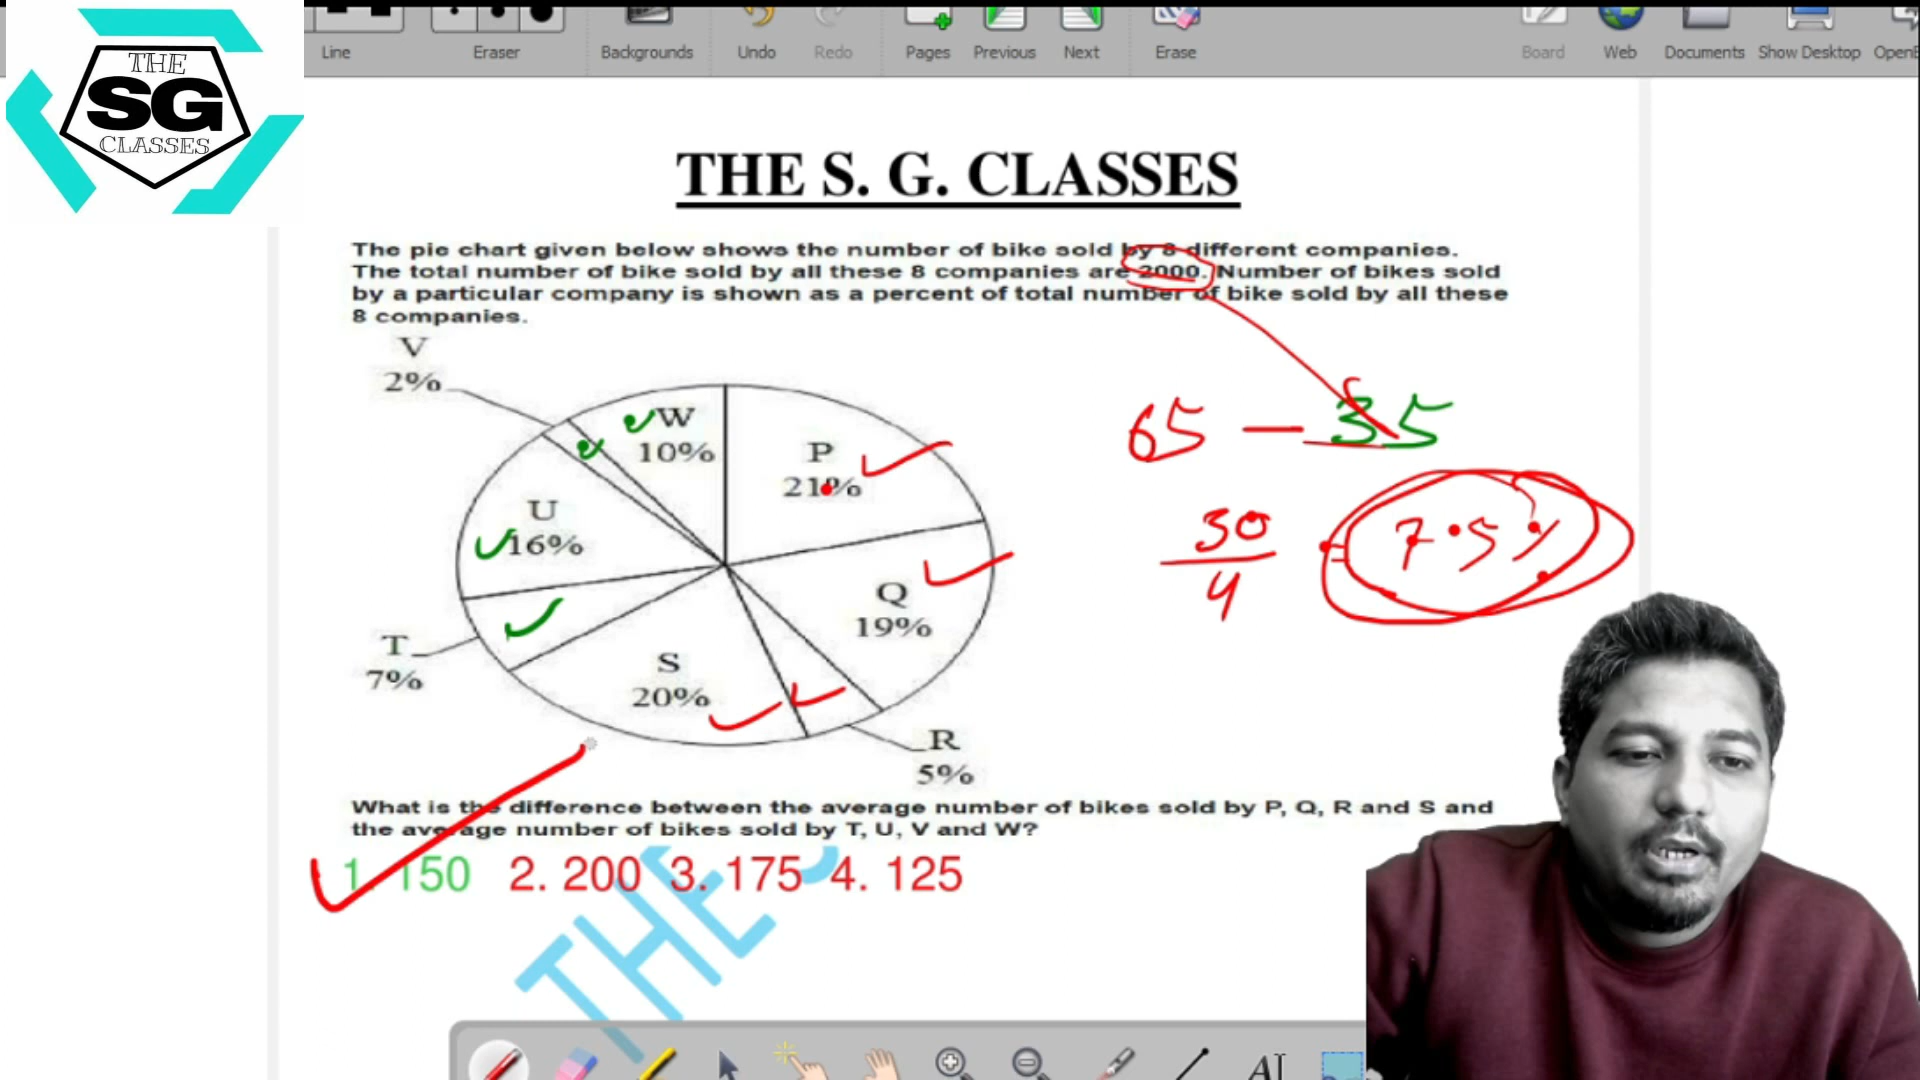 THE
SG
CLASSES
Line
Eraser
Backgrounds
Undo
Redo
Pages
Previous
Next
Erase
Board
Web
Documents
Show Desktop
OpenB
THE S. G. CLASSES
The pie chart given below shows the number of bike sold by 8 different companies.
The total number of bike sold by all these 8 companies are 2000. Number of bikes sold
by a particular company is shown as a percent of total number of bike sold by all these
8 companies.
V
2%
W
10%
P
21%
U
16%
Q
19%
T
7%
S
20%
R
5%
65 — 35
30
4
= 7.5%
What is the difference between the average number of bikes sold by P, Q, R and S and
the average number of bikes sold by T, U, V and W?
1. 150 2. 200 3. 175 4. 125
THE
AI